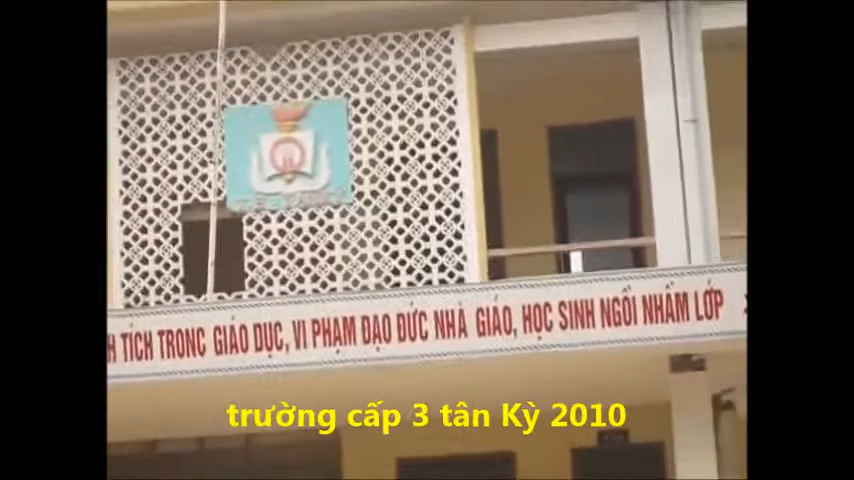 H TÍCH TRONG GIÁO DỤC, VI PHẠM ĐẠO ĐỨC NHÀ GIÁO, HỌC SINH NGỒI NHẦM LỚP
trường cấp 3 tân Kỳ 2010